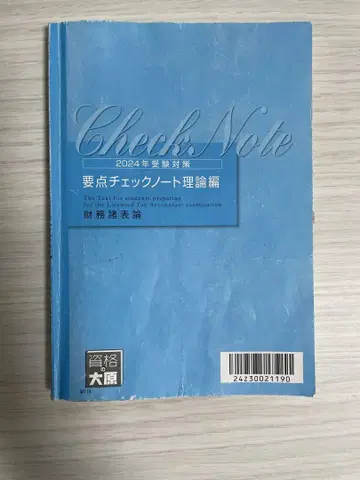 Check Note
2024年受験対策
要点チェックノート理論編
The Text For students preparing
for the Licensed Tax Accountant examination
財務諸表論
資格
の
大原
24Z30021190